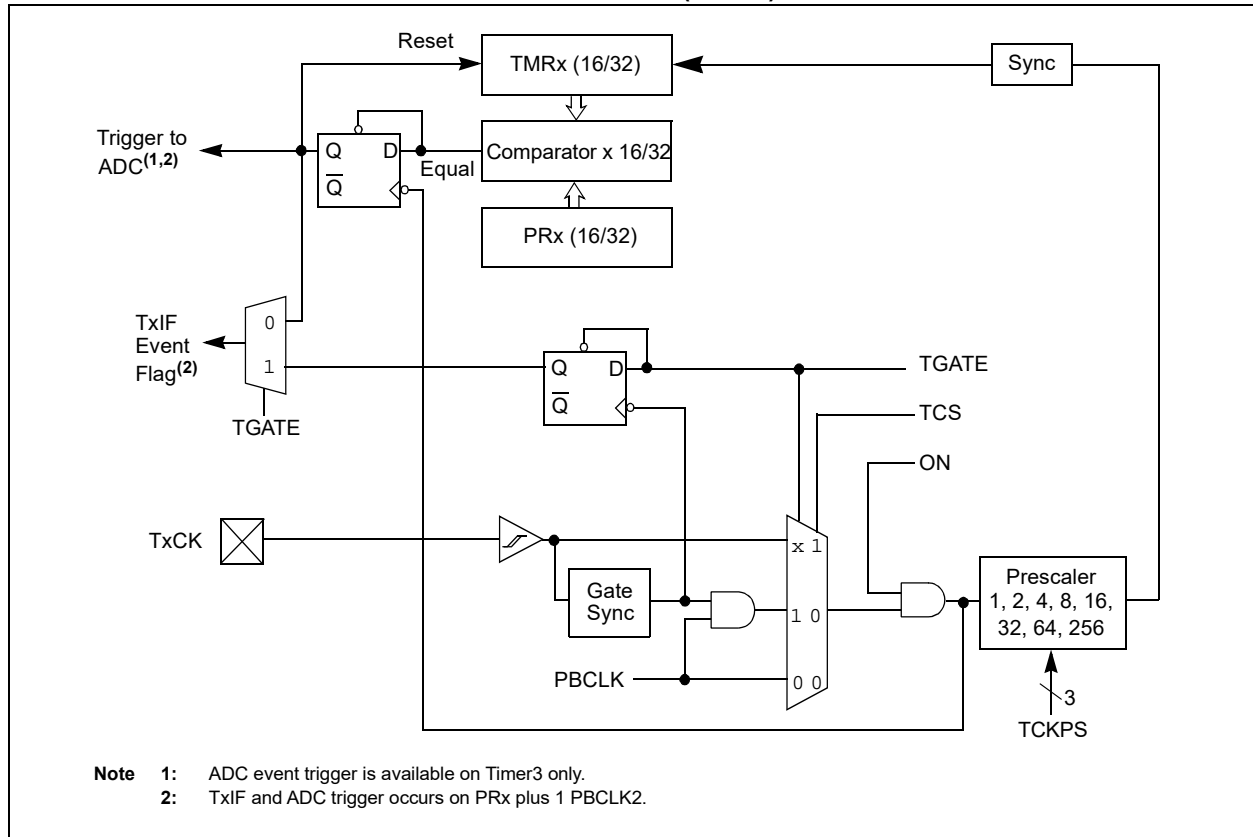 Reset
TMRx (16/32)
Sync
Trigger to
ADC(1,2)
Q D
Q
Equal
Comparator x 16/32
PRx (16/32)
TxIF
Event
Flag(2)
0
1
TGATE
Q D
Q
TGATE
TCS
ON
TxCK
x 1
Gate
Sync
1 0
PBCLK
0 0
Prescaler
1, 2, 4, 8, 16,
32, 64, 256
3
TCKPS
Note 1: ADC event trigger is available on Timer3 only.
2: TxIF and ADC trigger occurs on PRx plus 1 PBCLK2.